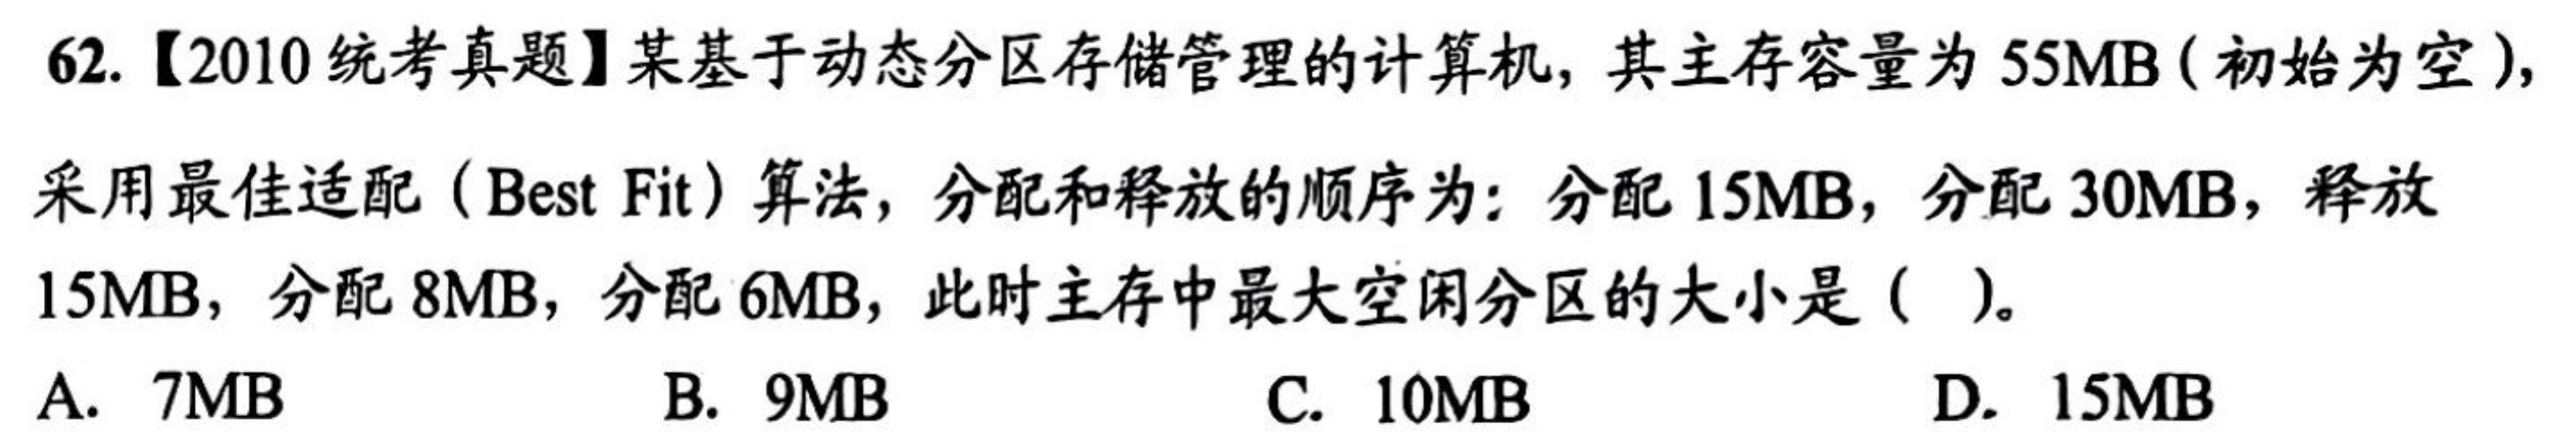 62.【2010 统考真题】某基于动态分区存储管理的计算机，其主存容量为 55MB（初始为空），
采用最佳适配（Best Fit）算法，分配和释放的顺序为：分配 15MB，分配 30MB，释放
15MB，分配 8MB，分配 6MB，此时主存中最大空闲分区的大小是（  ）。
A. 7MB B. 9MB C. 10MB D. 15MB